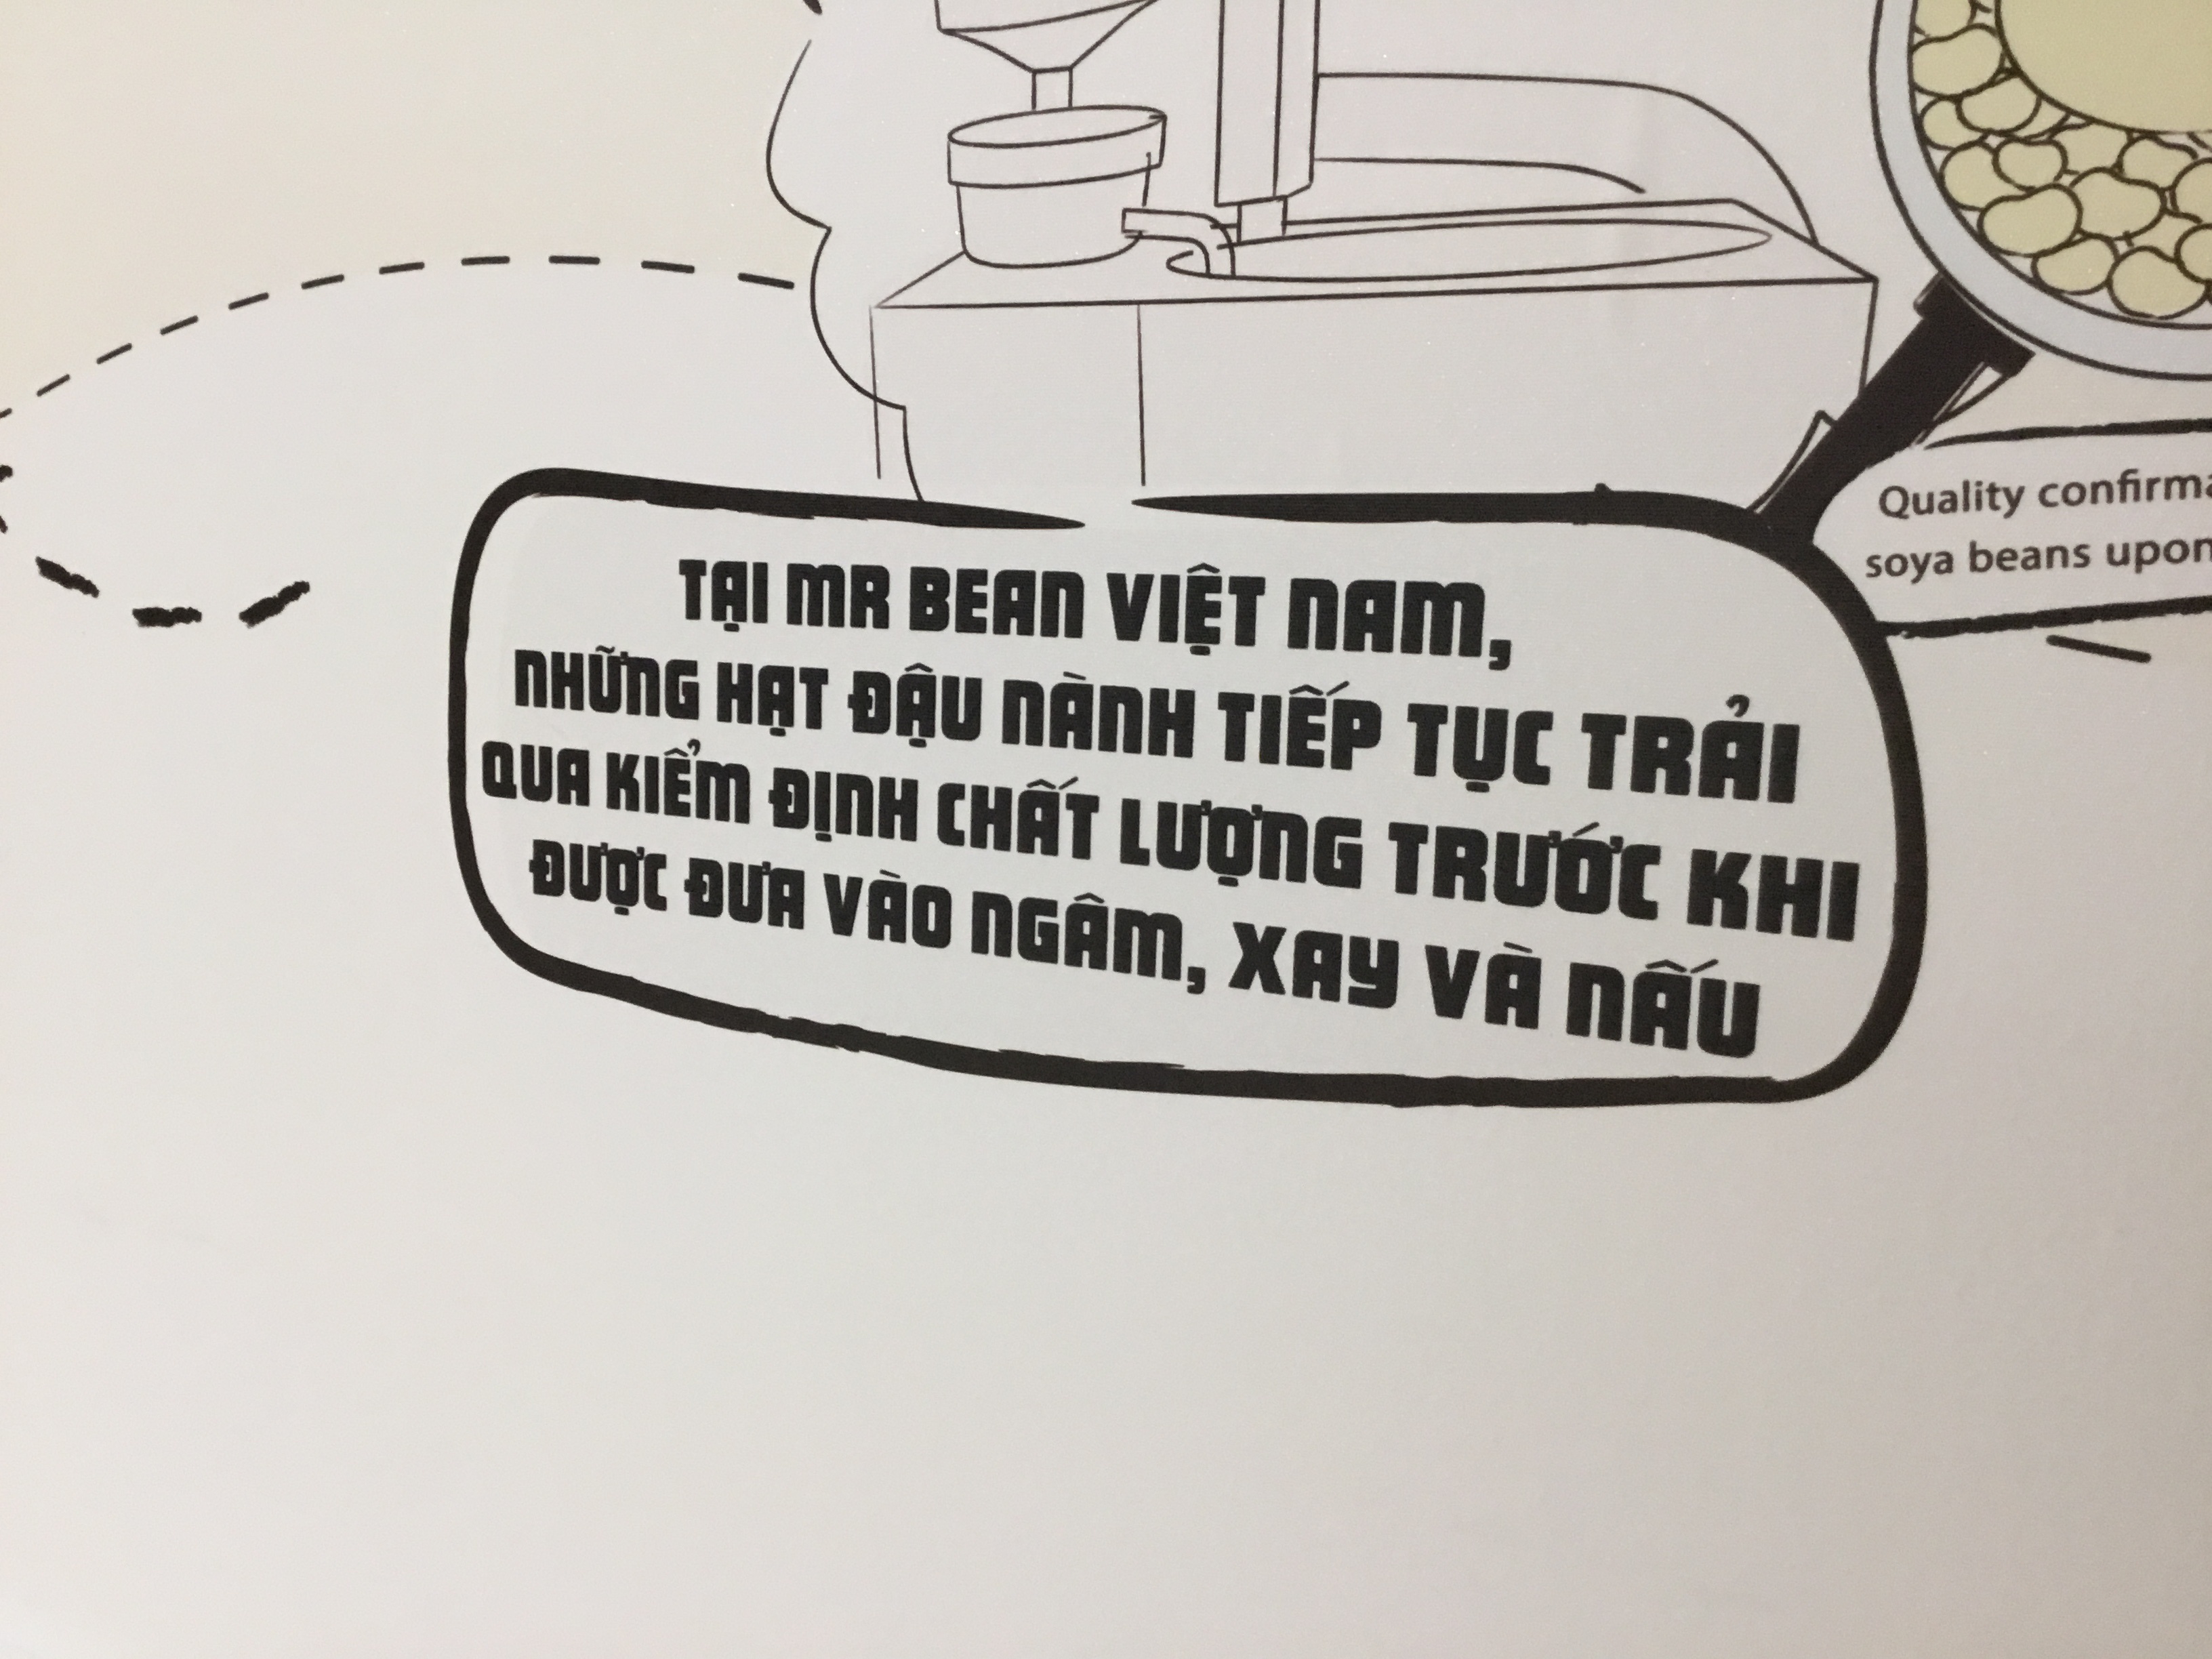 Quality
soya beans upon
TẠI MR BEAN VIỆT NAM,
NHỮNG HẠT ĐẬU NÀNH TIẾP TỤC TRẢI
QUA KIỂM ĐỊNH CHẤT LƯỢNG TRƯỚC KHI
ĐƯỢC ĐƯA VÀO NGÂM, XAY VÀ NẤU